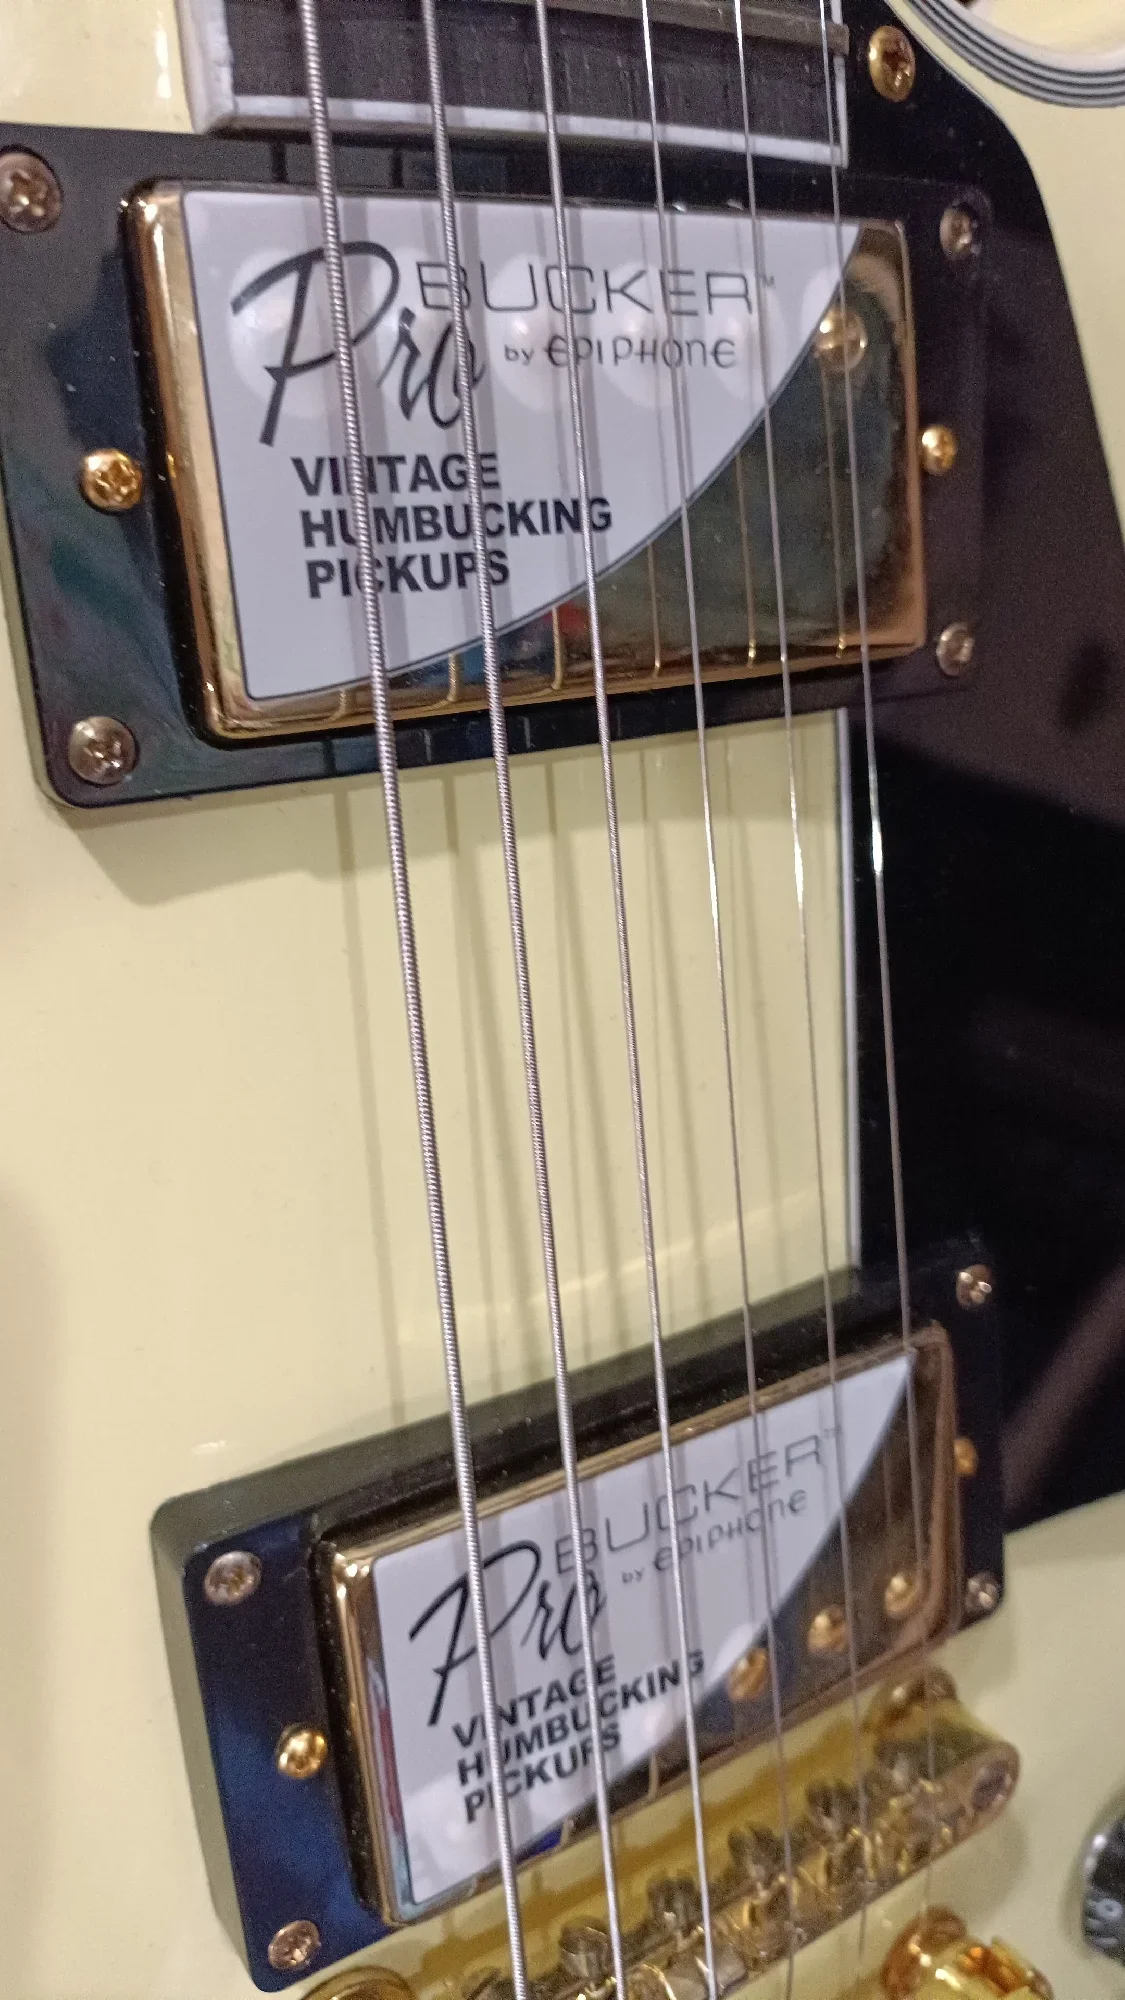 Pro BUCKER™
by EPIPHONE
VINTAGE
HUMBUCKING
PICKUPS
Pro BUCKER™
by EPIPHONE
VINTAGE
HUMBUCKING
PICKUPS